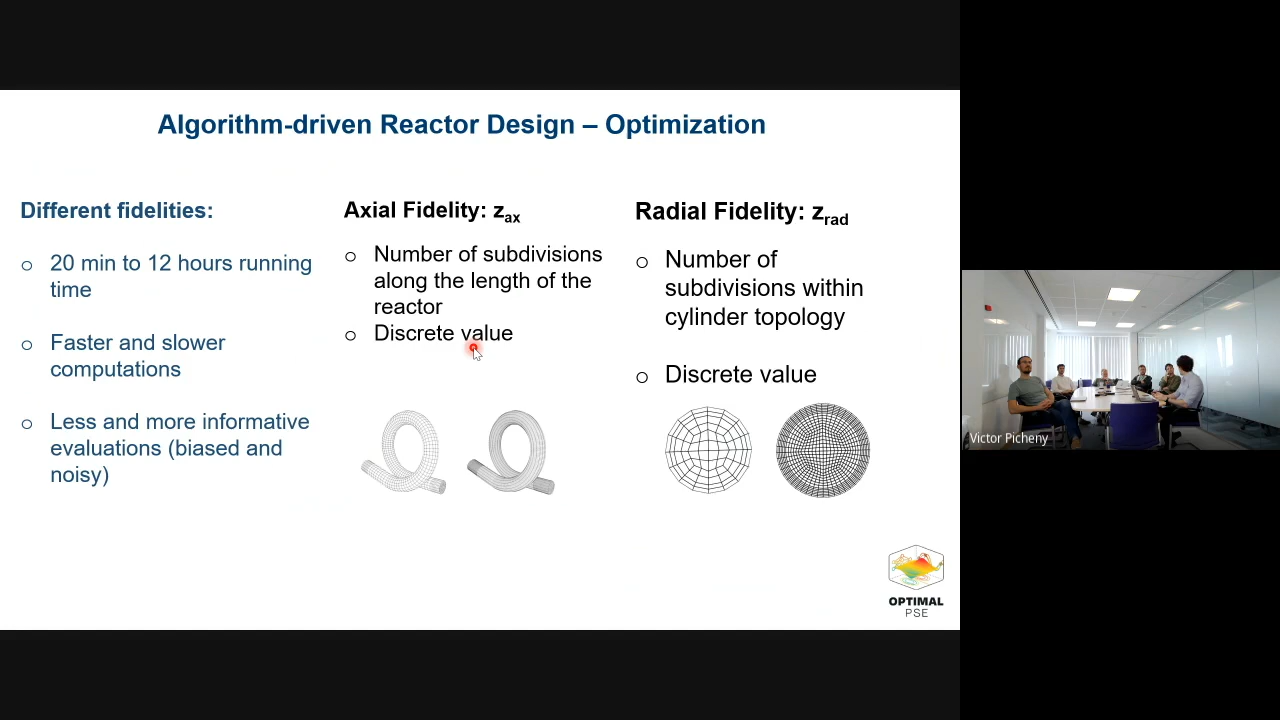 Algorithm-driven Reactor Design – Optimization
Different fidelities:
o 20 min to 12 hours running
time
o Faster and slower
computations
o Less and more informative
evaluations (biased and
noisy)
Axial Fidelity: zax
o Number of subdivisions
along the length of the
reactor
o Discrete value
Radial Fidelity: zrad
o Number of
subdivisions within
cylinder topology
o Discrete value
OPTIMAL
PSE
Victor Picheny